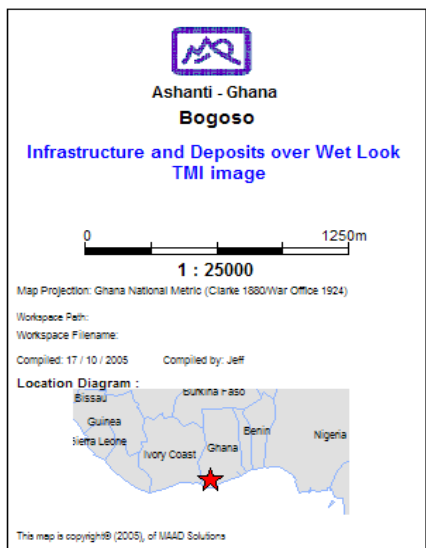 Ashanti - Ghana
Bogoso
Infrastructure and Deposits over Wet Look
TMI image
0 1250m
1 : 25000
Map Projection: Ghana National Metric (Clarke 1880/War Office 1924)
Workspace Path:
Workspace Filename:
Compiled: 17 / 10 / 2005 Compiled by: Jeff
Location Diagram :
Burkina Faso
Bissau
Guinea
Sierra Leone
Ivory Coast
Ghana
Benin
Nigeria
This map is copyright® (2005), of MAAD Solutions